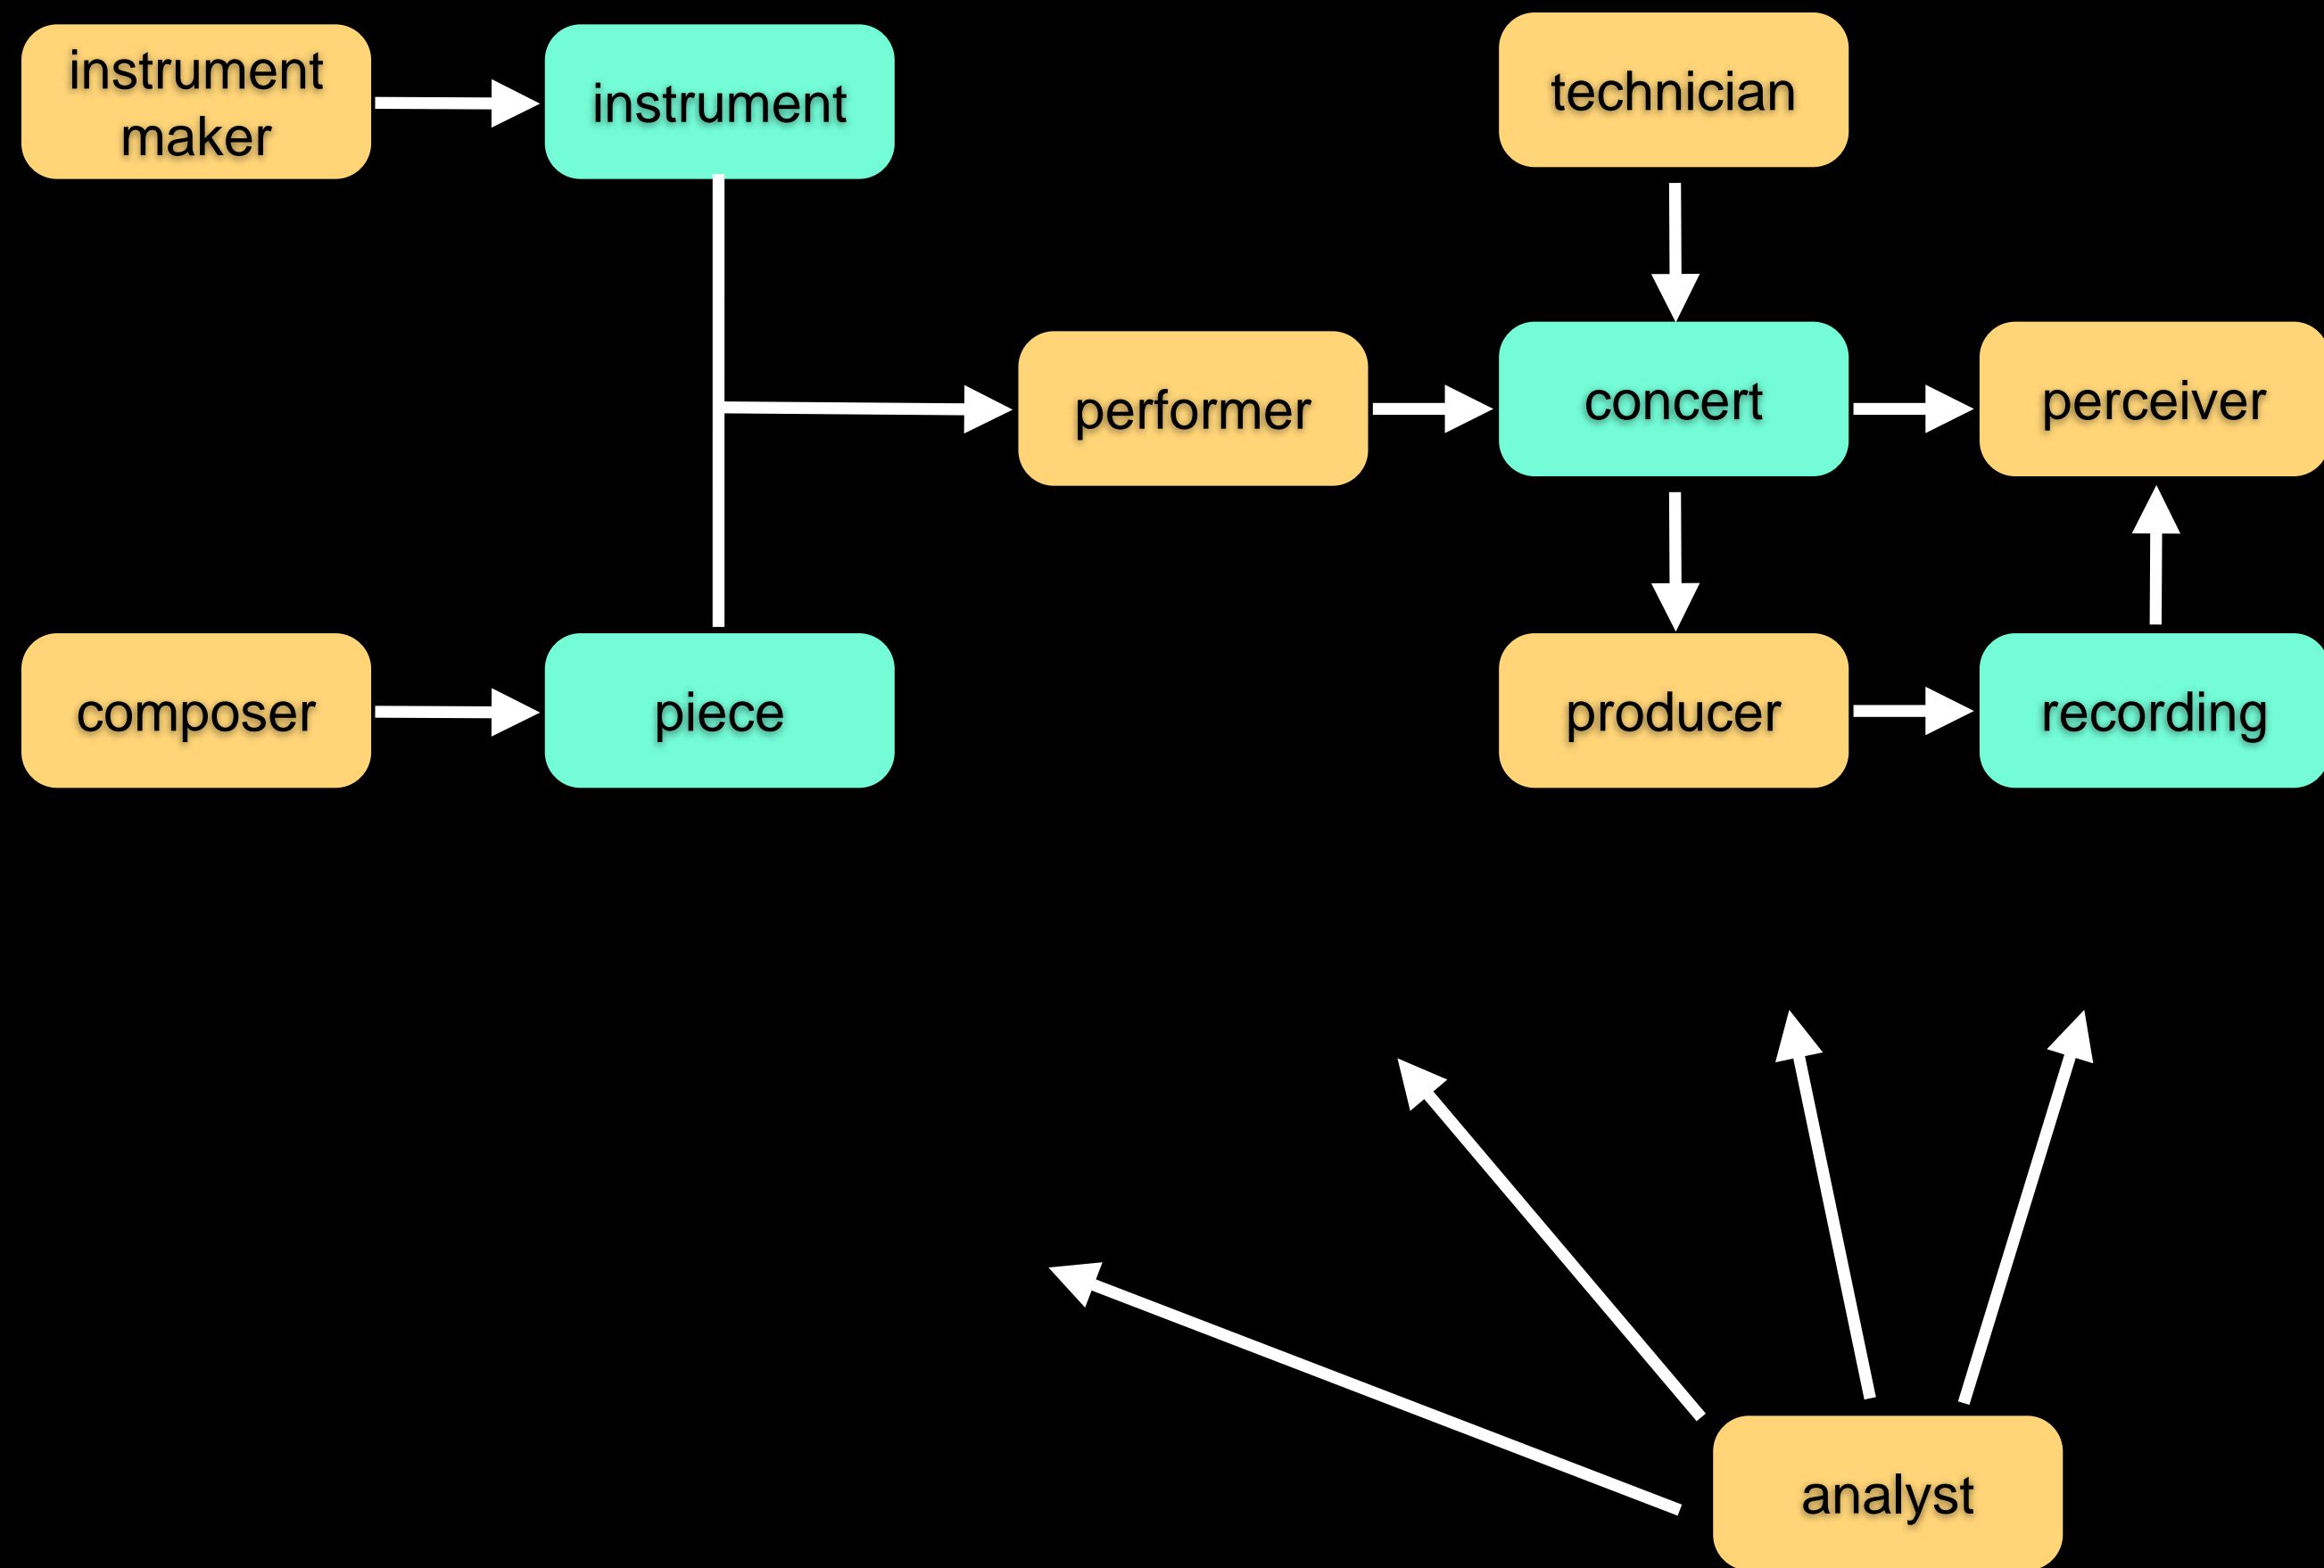 instrument
maker
instrument
technician
performer
concert
perceiver
composer
piece
producer
recording
analyst